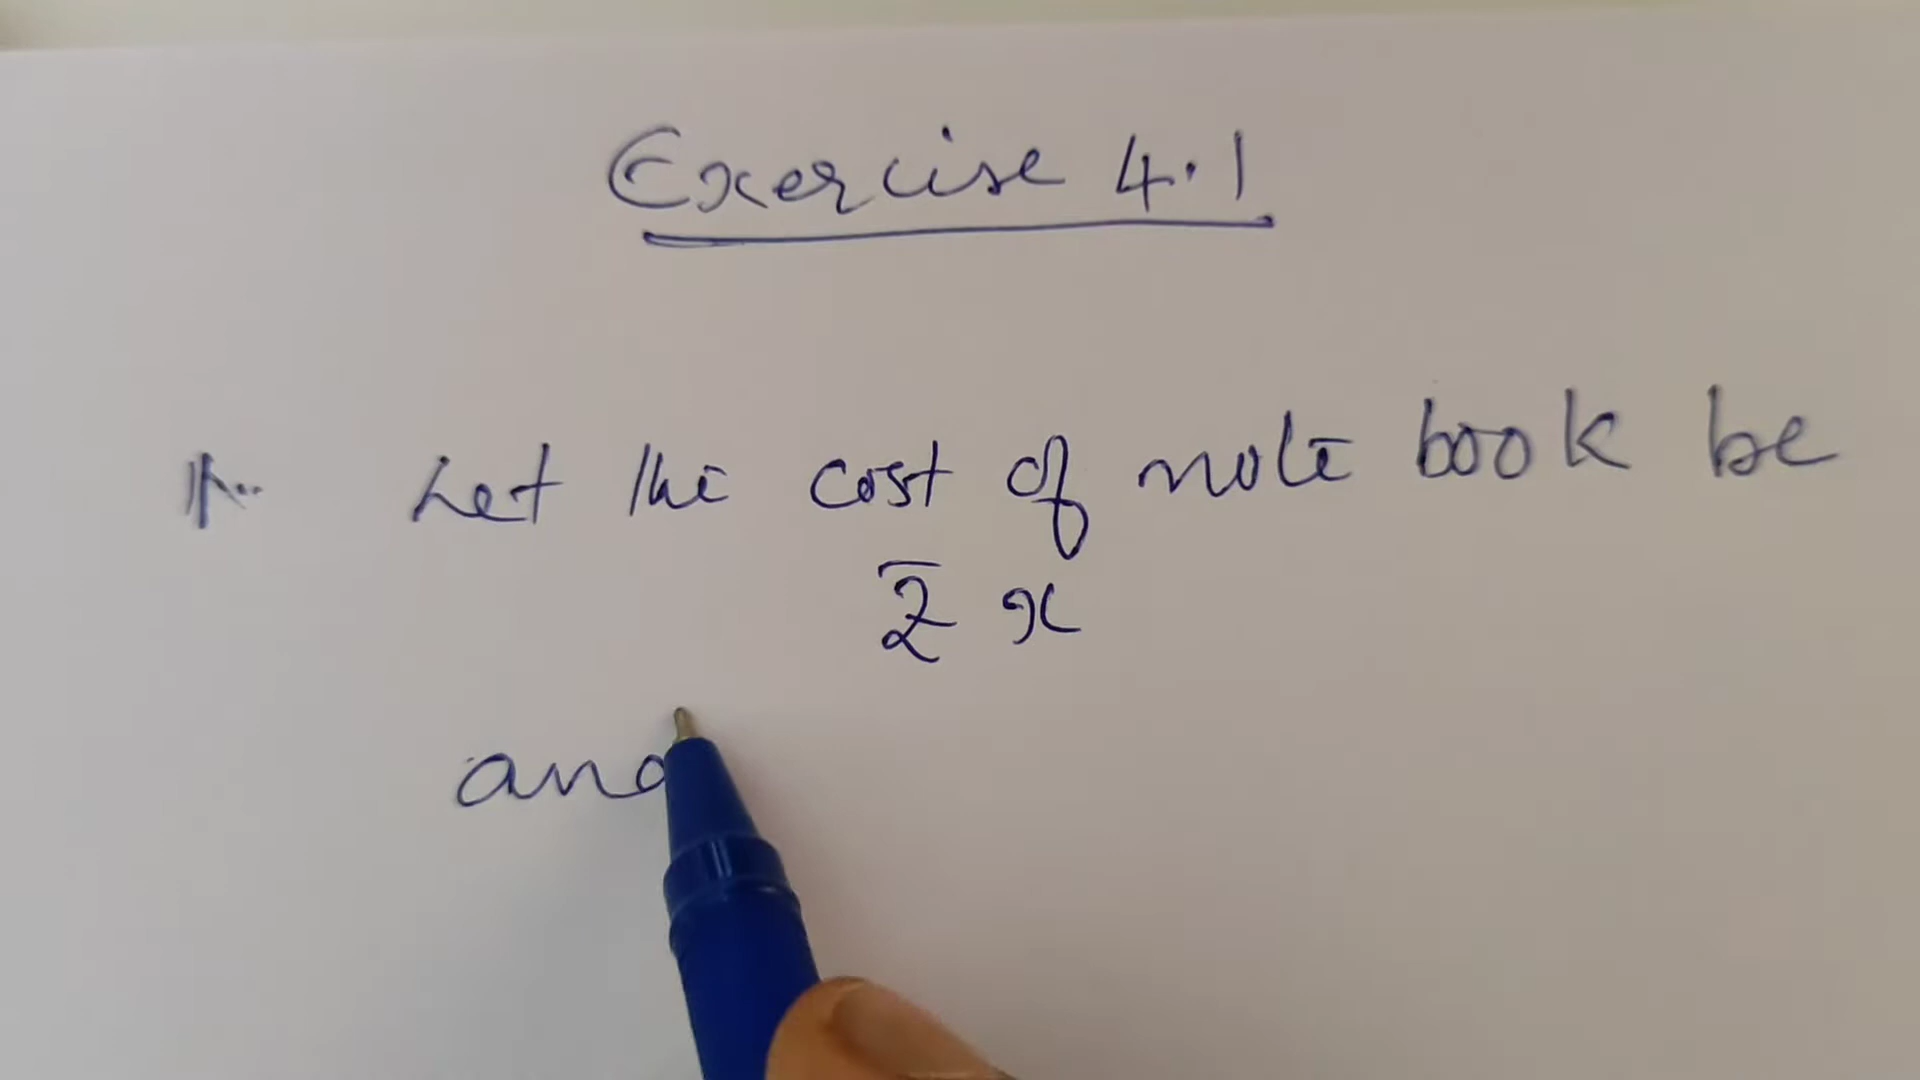 Exercise 4.1
1. Let the cost of note book be
₹ x
and